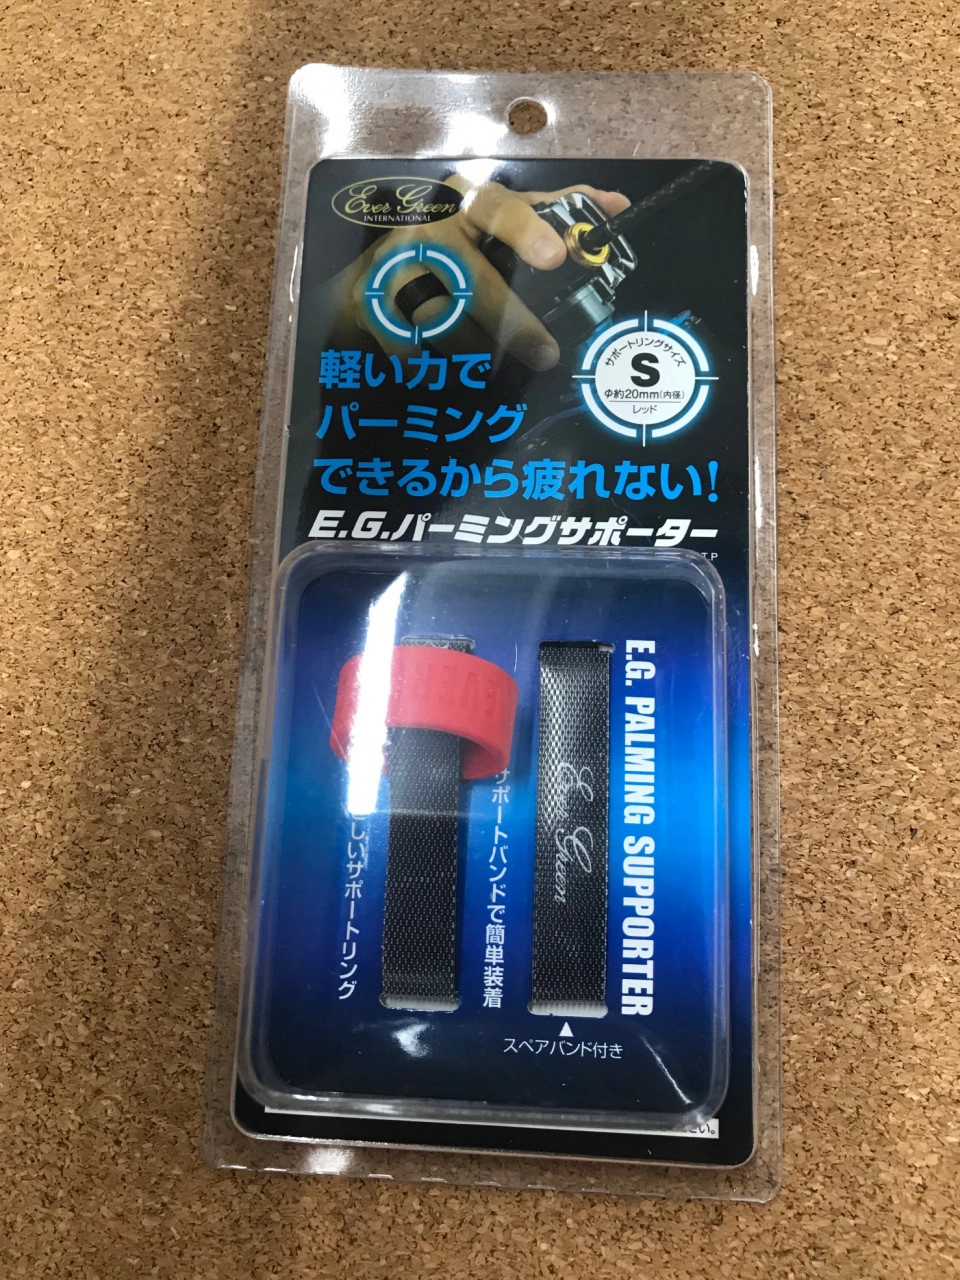 Ever Green
INTERNATIONAL
サポートリングサイズ
S
Φ約20mm(内径)
レッド
軽い力で
パーミング
できるから疲れない!
E.G.パーミングサポーター
T.P
E.G. PALMING SUPPORTER
Ever Green
サポートバンドで簡単装着
しいサポートリング
スペアバンド付き
さい。